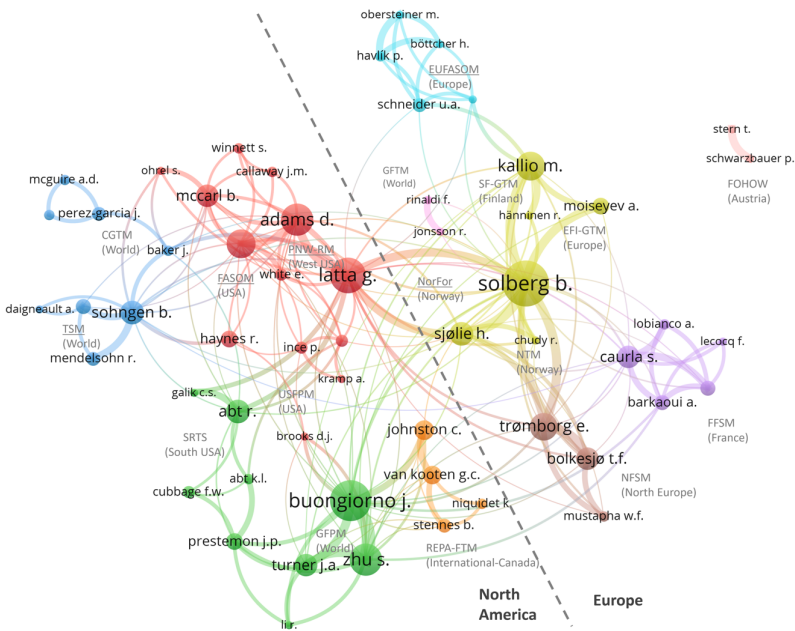 obersteiner m.
böttcher h.
havlík p.
EUFASOM
(Europe)
schneider u.a.
stern t.
schwarzbauer p.
FOHOW
(Austria)
winnett s.
ohrel s.
callaway j.m.
mcguire a.d.
mccarl b.
perez-garcia j.
CGTM
(World)
adams d.
baker j.
PNW-RM
(West USA)
FASOM
(USA)
white e.
latta g.
GFTM
(World)
rinaldi f.
jonsson r.
kallio m.
SF-GTM
(Finland)
hänninen r.
moiseyev a.
EFI-GTM
(Europe)
NorFor
(Norway)
solberg b.
daigneault a.
sohngen b.
TSM
(World)
mendelsohn r.
haynes r.
ince p.
kramp a.
USFPM
(USA)
sjølie h.
chudy r.
NTM
(Norway)
lobianco a.
lecocq f.
caurla s.
barkaoui a.
FFSM
(France)
galik c.s.
abt r.
SRTS
(South USA)
brooks d.j.
johnston c.
trømborg e.
bolkesjø t.f.
NFSM
(North Europe)
mustapha w.f.
abt k.l.
cubbage f.w.
van kooten g.c.
buongiorno j.
niquidet k.
stennes b.
GFPM
(World)
REPA-FTM
(International-Canada)
prestemon j.p.
turner j.a.
zhu s.
li r.
North
America
Europe